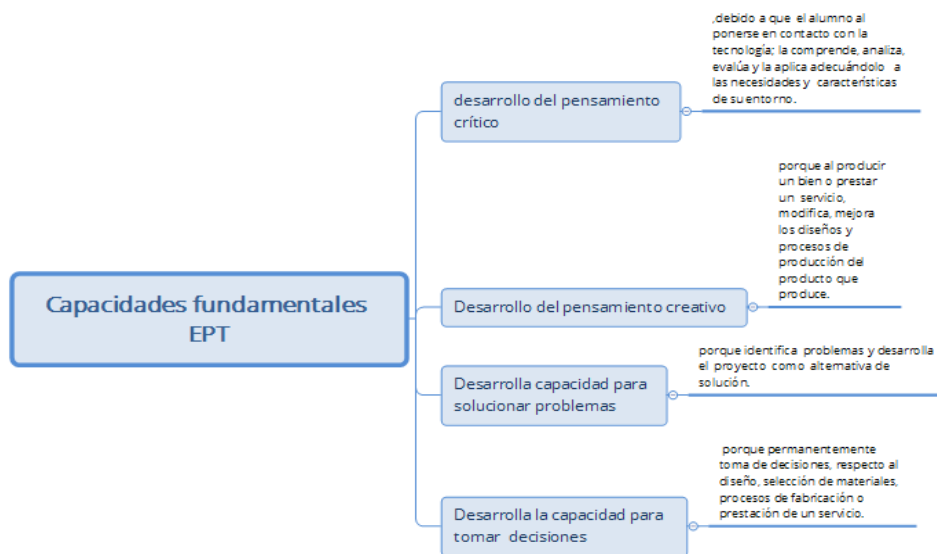 Capacidades fundamentales
EPT
desarrollo del pensamiento
crítico
,debido a que el alumno al
ponerse en contacto con la
tecnología; la comprende, analiza,
evalúa y la aplica adecuándolo a
las necesidades y características
de su entorno.
Desarrollo del pensamiento creativo
porque al producir
un bien o prestar
un servicio,
modifica, mejora
los diseños y
procesos de
producción del
producto que
produce.
Desarrolla capacidad para
solucionar problemas
porque identifica problemas y desarrolla
el proyecto como alternativa de
solución.
Desarrolla la capacidad para
tomar decisiones
porque permanentemente
toma de decisiones, respecto al
diseño, selección de materiales,
procesos de fabricación o
prestación de un servicio.